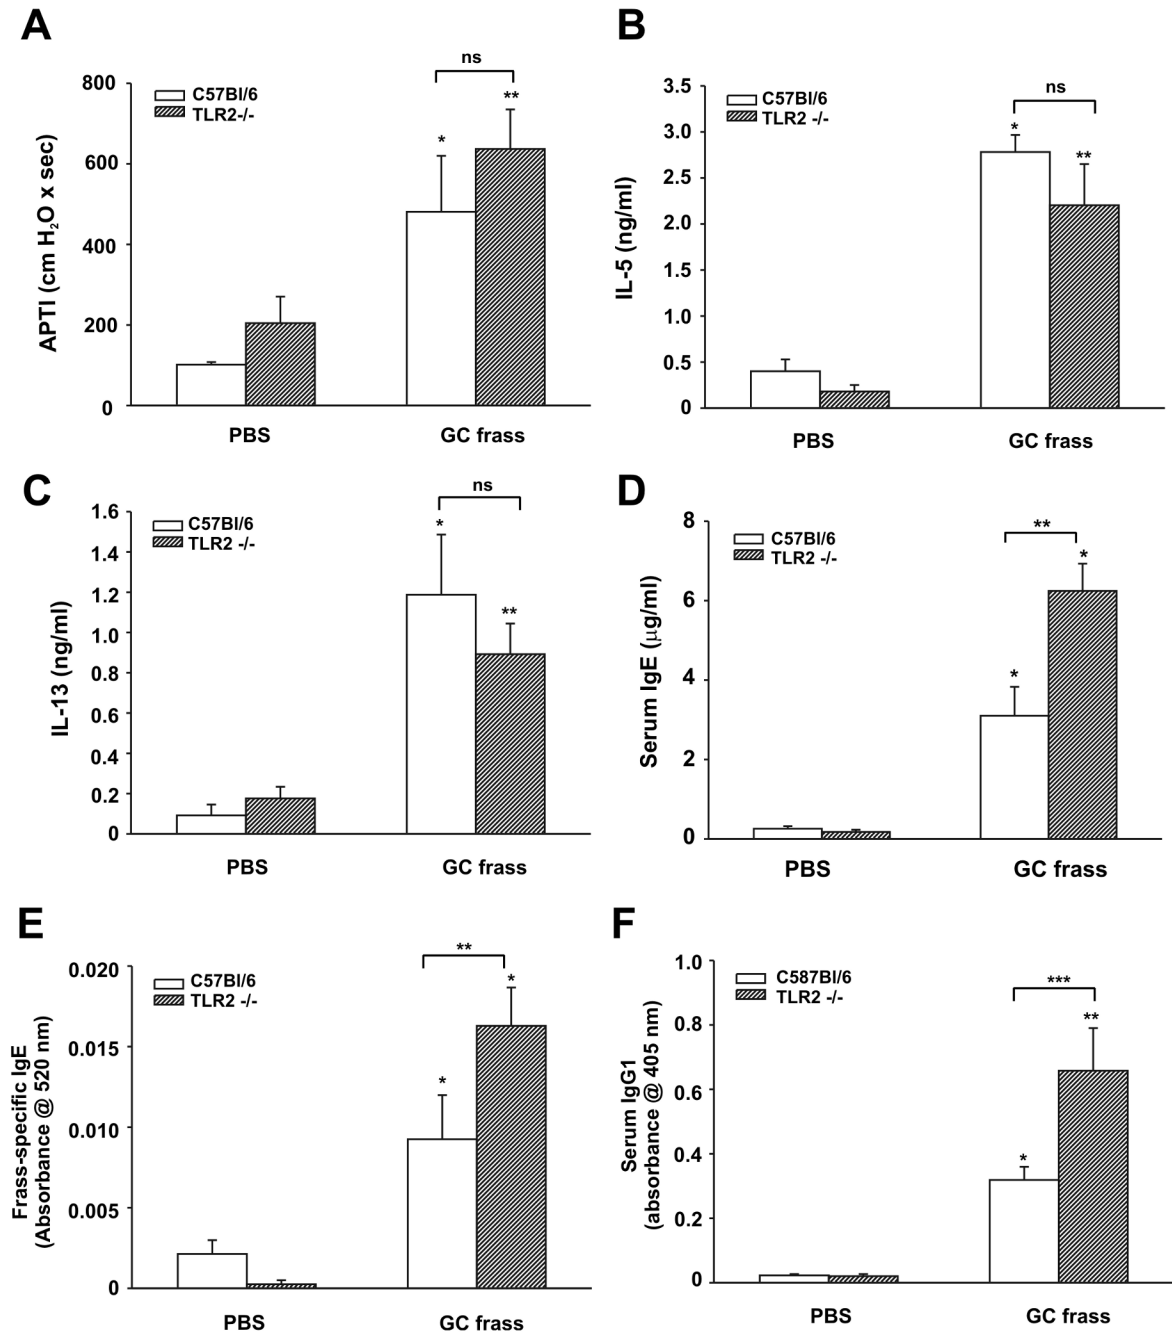 A
ns
800
C57Bl/6
TLR2-/-
**
*
600
400
200
0
APTI (cm H₂O x sec)
PBS
GC frass
B
3.5
C57Bl/6
TLR2 -/-
ns
*
**
3.0
2.5
2.0
1.5
1.0
0.5
0
IL-5 (ng/ml)
PBS
GC frass
C
ns
1.6
C57Bl/6
TLR2 -/-
*
**
1.4
1.2
1.0
0.8
0.6
0.4
0.2
0
IL-13 (ng/ml)
PBS
GC frass
D
8
C57Bl/6
TLR2 -/-
**
*
*
6
4
2
0
Serum IgE (μg/ml)
PBS
GC frass
E
**
0.020
C57Bl/6
TLR2 -/-
*
*
0.015
0.010
0.005
0
Frass-specific IgE
(Absorbance @ 520 nm)
PBS
GC frass
F
1.0
C587Bl/6
TLR2 -/-
***
**
*
0.8
0.6
0.4
0.2
0
Serum IgG1
(absorbance @ 405 nm)
PBS
GC frass